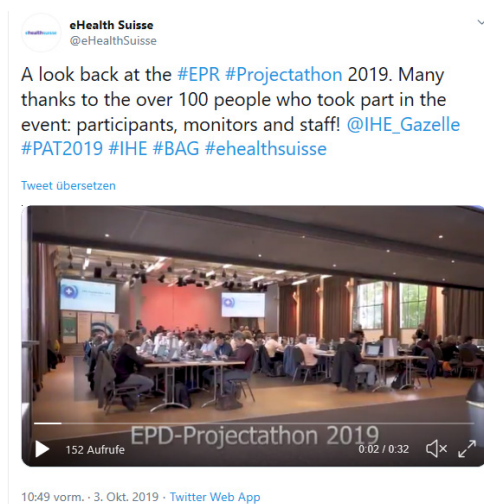 eHealth Suisse
@eHealthSuisse
A look back at the #EPR #Projectathon 2019. Many
thanks to the over 100 people who took part in the
event: participants, monitors and staff! @IHE_Gazelle
#PAT2019 #IHE #BAG #ehealthsuisse
Tweet übersetzen
EPD-Projectathon 2019
152 Aufrufe
0:02 / 0:32
10:49 vorm. · 3. Okt. 2019 · Twitter Web App